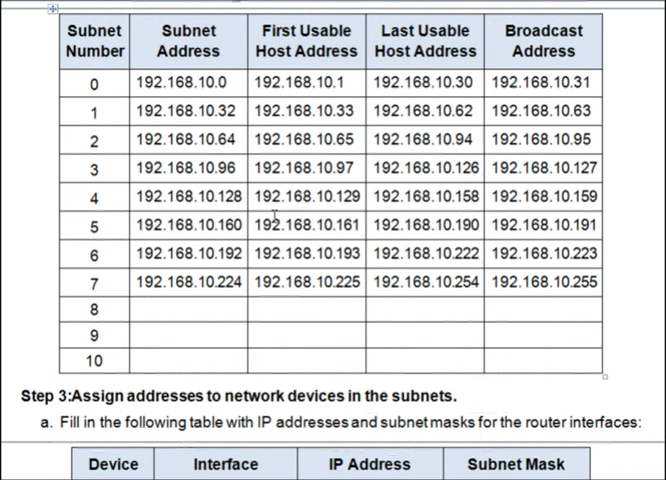 Subnet Number Subnet Address First Usable Host Address Last Usable Host Address Broadcast Address
0 192.168.10.0 192.168.10.1 192.168.10.30 192.168.10.31
1 192.168.10.32 192.168.10.33 192.168.10.62 192.168.10.63
2 192.168.10.64 192.168.10.65 192.168.10.94 192.168.10.95
3 192.168.10.96 192.168.10.97 192.168.10.126 192.168.10.127
4 192.168.10.128 192.168.10.129 192.168.10.158 192.168.10.159
5 192.168.10.160 192.168.10.161 192.168.10.190 192.168.10.191
6 192.168.10.192 192.168.10.193 192.168.10.222 192.168.10.223
7 192.168.10.224 192.168.10.225 192.168.10.254 192.168.10.255
8
9
10
Step 3:Assign addresses to network devices in the subnets.
a. Fill in the following table with IP addresses and subnet masks for the router interfaces:
Device Interface IP Address Subnet Mask